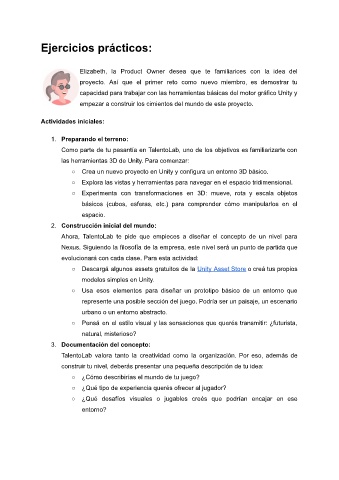 Ejercicios prácticos:
Elizabeth, la Product Owner desea que te familiarices con la idea del
proyecto. Así que el primer reto como nuevo miembro, es demostrar tu
capacidad para trabajar con las herramientas básicas del motor gráfico Unity y
empezar a construir los cimientos del mundo de este proyecto.
Actividades iniciales:
1. Preparando el terreno:
Como parte de tu pasantía en TalentoLab, uno de los objetivos es familiarizarte con
las herramientas 3D de Unity. Para comenzar:
○ Crea un nuevo proyecto en Unity y configura un entorno 3D básico.
○ Explora las vistas y herramientas para navegar en el espacio tridimensional.
○ Experimenta con transformaciones en 3D: mueve, rota y escala objetos
básicos (cubos, esferas, etc.) para comprender cómo manipularlos en el
espacio.
2. Construcción inicial del mundo:
Ahora, TalentoLab te pide que empieces a diseñar el concepto de un nivel para
Nexus. Siguiendo la filosofía de la empresa, este nivel será un punto de partida que
evolucionará con cada clase. Para esta actividad:
○ Descargá algunos assets gratuitos de la Unity Asset Store o creá tus propios
modelos simples en Unity.
○ Usa esos elementos para diseñar un prototipo básico de un entorno que
represente una posible sección del juego. Podría ser un paisaje, un escenario
urbano o un entorno abstracto.
○ Pensá en el estilo visual y las sensaciones que querés transmitir: ¿futurista,
natural, misterioso?
3. Documentación del concepto:
TalentoLab valora tanto la creatividad como la organización. Por eso, además de
construir tu nivel, deberás presentar una pequeña descripción de tu idea:
○ ¿Cómo describirías el mundo de tu juego?
○ ¿Qué tipo de experiencia querés ofrecer al jugador?
○ ¿Qué desafíos visuales o jugables creés que podrían encajar en ese
entorno?